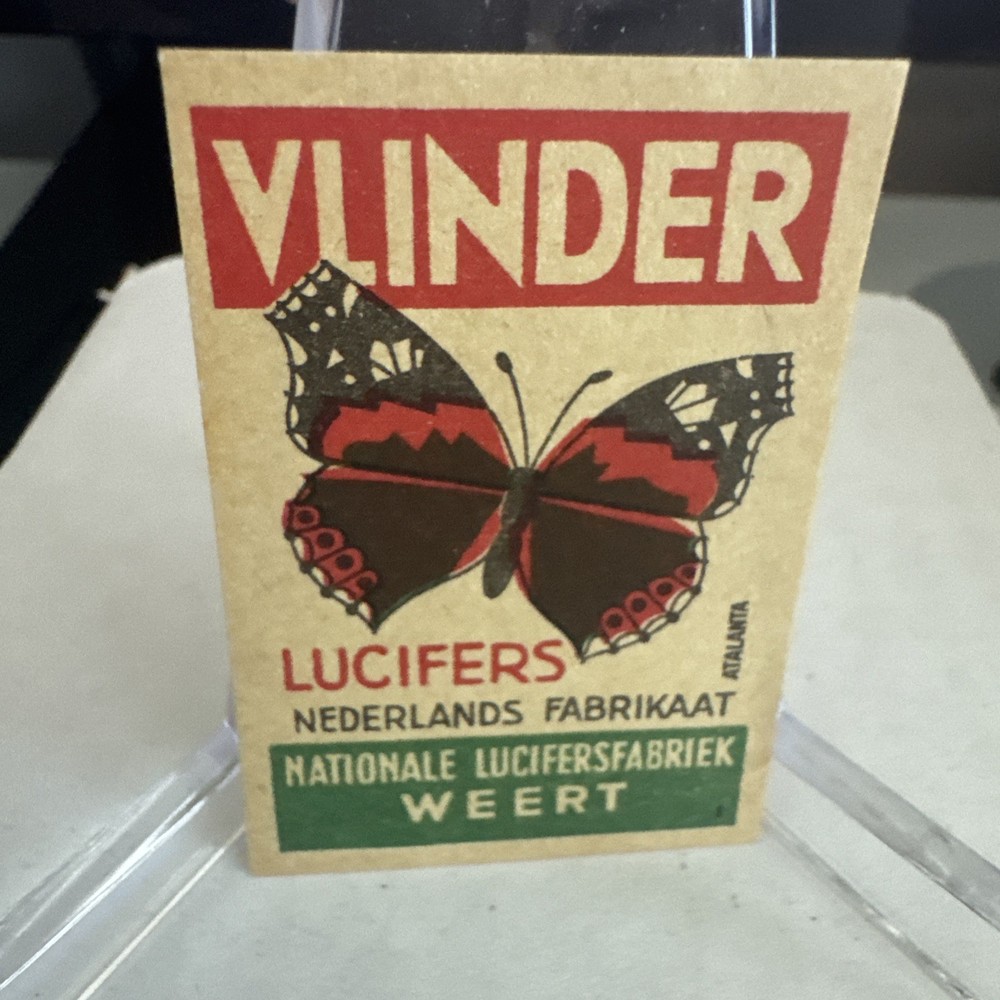 VLINDER
ATALANTA
LUCIFERS
NEDERLANDS FABRIKAAT
NATIONALE LUCIFERSFABRIEK
WEERT